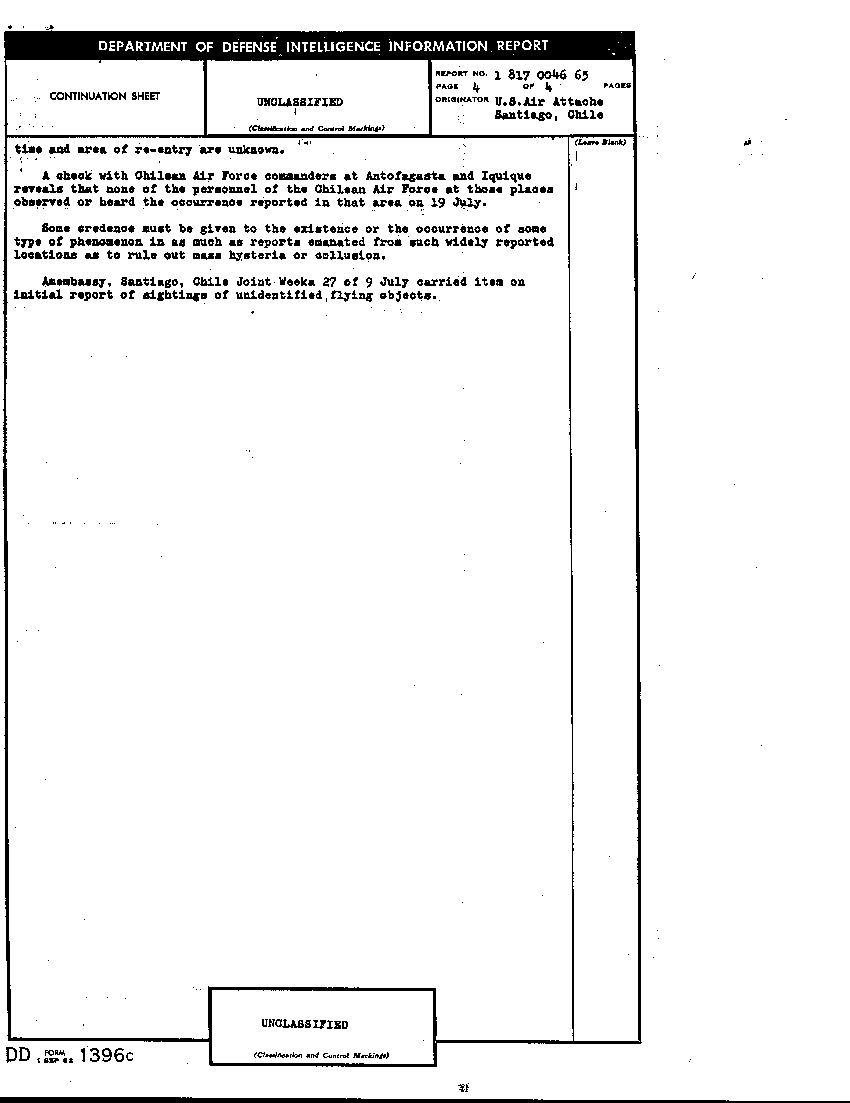 DEPARTMENT OF DEFENSE INTELLIGENCE INFORMATION REPORT
CONTINUATION SHEET
UNCLASSIFIED
(Classification and Control Markings)
REPORT NO. 1 817 0046 65
PAGE 4 OF 4 PAGES
ORIGINATOR U.S.Air Attache
Santiago, Chile
(Leave Blank)
time and area of re-entry are unknown.
A check with Chilean Air Force commanders at Antofagasta and Iquique
reveals that none of the personnel of the Chilean Air Force at those places
observed or heard the occurrence reported in that area on 19 July.
Some credence must be given to the existence or the occurrence of some
type of phenomenon in as much as reports emanated from such widely reported
locations as to rule out mass hysteria or collusion.
Amembassy, Santiago, Chile Joint Weeka 27 of 9 July carried item on
initial report of sightings of unidentified flying objects.
UNCLASSIFIED
(Classification and Control Markings)
DD FORM 1396c
1 SEP 62